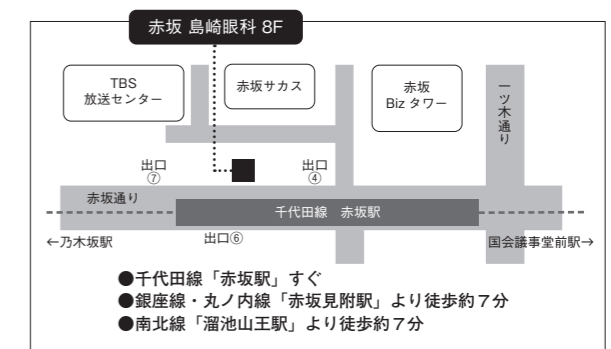 赤坂 島崎眼科 8F
TBS
放送センター
赤坂サカス
赤坂
Biz タワー
一ツ木通り
出口
⑦
出口
④
赤坂通り
千代田線 赤坂駅
←乃木坂駅
出口⑥
国会議事堂前駅→
●千代田線「赤坂駅」すぐ
●銀座線・丸ノ内線「赤坂見附駅」より徒歩約7分
●南北線「溜池山王駅」より徒歩約7分